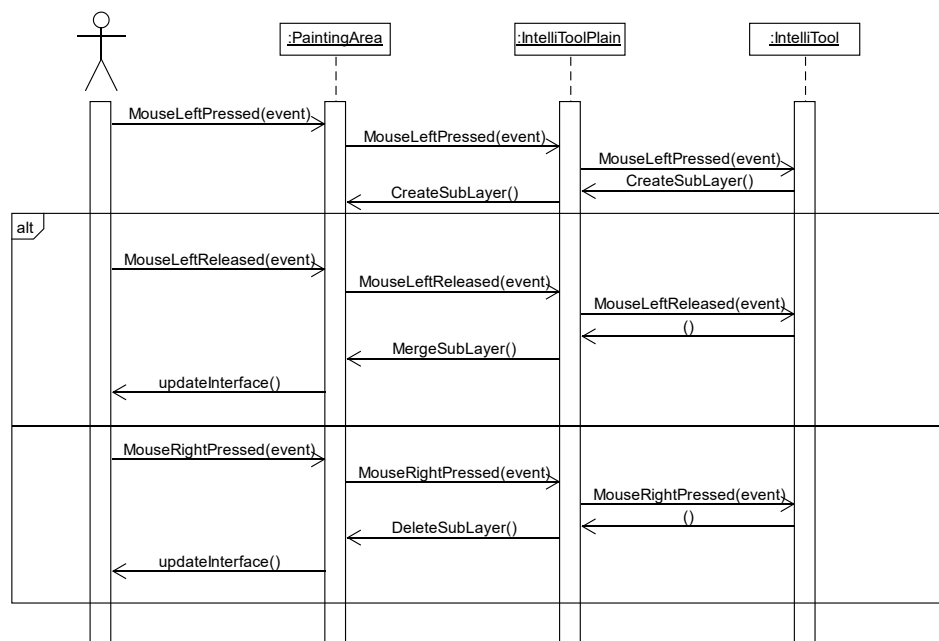 :PaintingArea
:IntelliToolPlain
:IntelliTool
MouseLeftPressed(event)
MouseLeftPressed(event)
MouseLeftPressed(event)
CreateSubLayer()
CreateSubLayer()
alt
MouseLeftReleased(event)
MouseLeftReleased(event)
MouseLeftReleased(event)
()
MergeSubLayer()
updateInterface()
MouseRightPressed(event)
MouseRightPressed(event)
MouseRightPressed(event)
()
DeleteSubLayer()
updateInterface()